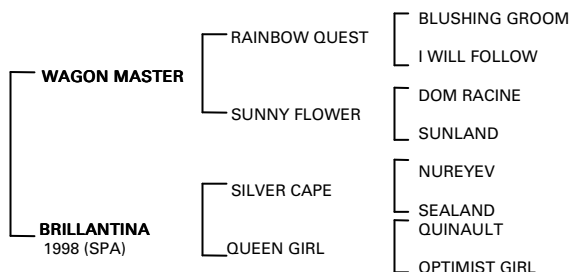 BLUSHING GROOM
RAINBOW QUEST
I WILL FOLLOW
WAGON MASTER
DOM RACINE
SUNNY FLOWER
SUNLAND
NUREYEV
SILVER CAPE
SEALAND
BRILLANTINA
1998 (SPA)
QUINAULT
QUEEN GIRL
OPTIMIST GIRL